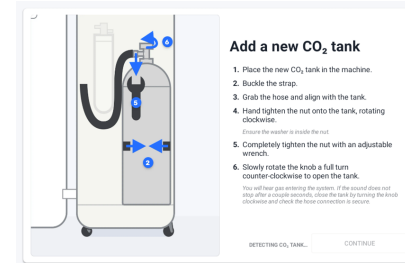 6
5
2
Add a new CO₂ tank
1. Place the new CO₂ tank in the machine.
2. Buckle the strap.
3. Grab the hose and align with the tank.
4. Hand tighten the nut onto the tank, rotating
clockwise.
Ensure the washer is inside the nut
5. Completely tighten the nut with an adjustable
wrench.
6. Slowly rotate the knob a full turn
counter-clockwise to open the tank.
You will hear gas entering the system. If the sound does not
stop after a couple seconds, close the tank by turning the knob
clockwise and check the hose connection is secure.
DETECTING CO₂ TANK...
CONTINUE